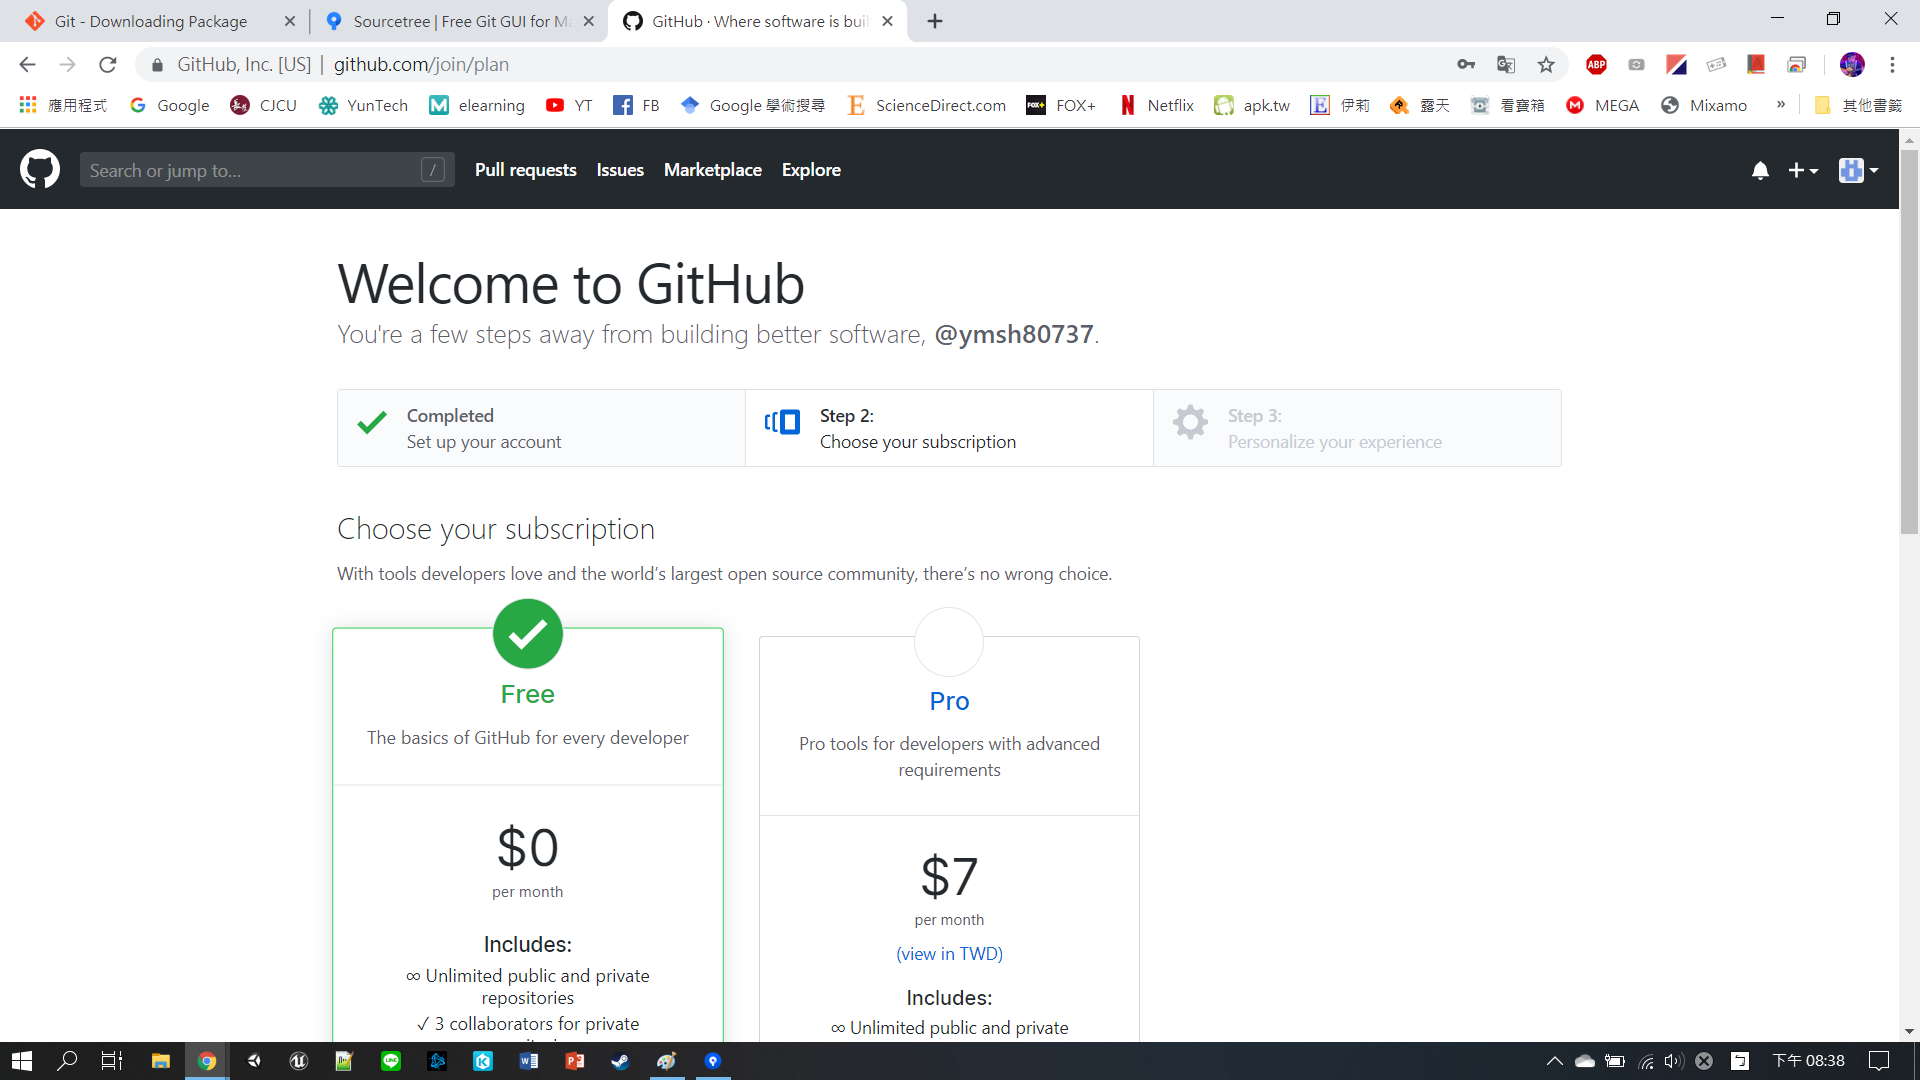 Git - Downloading Package
Sourcetree | Free Git GUI for Ma
GitHub · Where software is buil
GitHub, Inc. [US] | github.com/join/plan
ABP
應用程式 Google CJCU YunTech elearning YT FB Google 學術搜尋 ScienceDirect.com FOX+ Netflix apk.tw 伊莉 露天 看寶箱 MEGA Mixamo » 其他書籤
Search or jump to... / Pull requests Issues Marketplace Explore
Welcome to GitHub
You're a few steps away from building better software, @ymsh80737.
Completed
Set up your account
Step 2:
Choose your subscription
Step 3:
Personalize your experience
Choose your subscription
With tools developers love and the world's largest open source community, there's no wrong choice.
Free
The basics of GitHub for every developer
$0
per month
Includes:
∞ Unlimited public and private
repositories
✓ 3 collaborators for private
Pro
Pro tools for developers with advanced
requirements
$7
per month
(view in TWD)
Includes:
∞ Unlimited public and private
下午 08:38